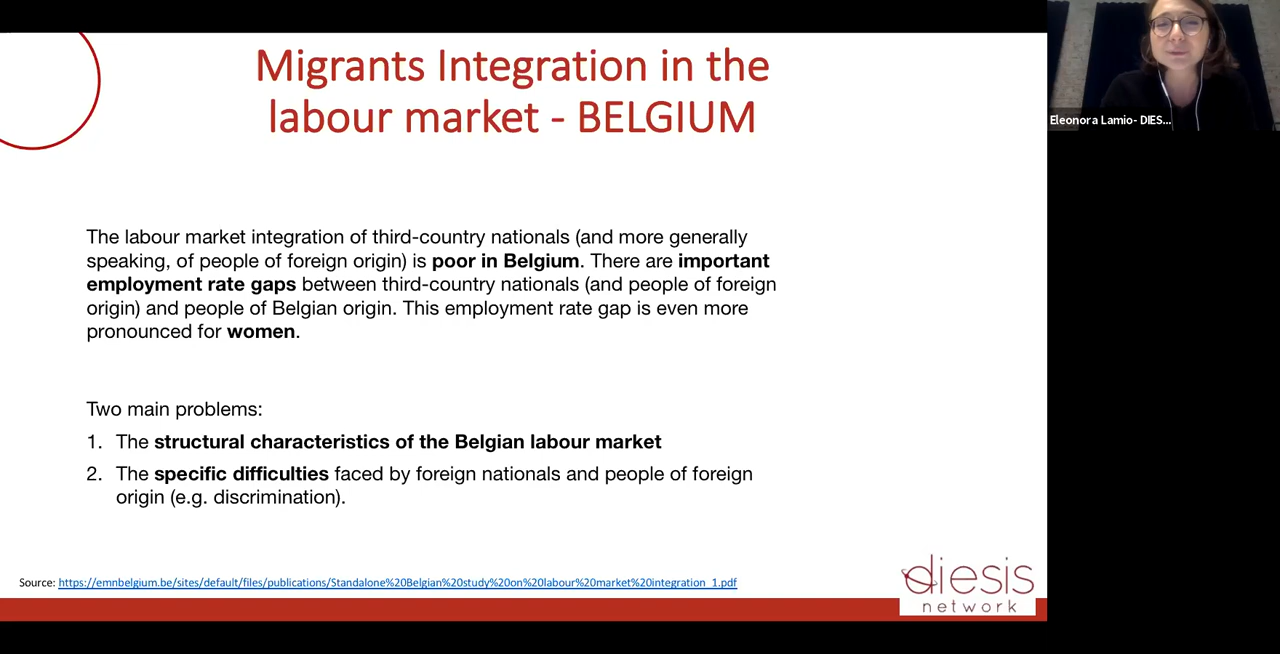 Migrants Integration in the
labour market - BELGIUM
Eleonora Lamio- DIES...
The labour market integration of third-country nationals (and more generally
speaking, of people of foreign origin) is poor in Belgium. There are important
employment rate gaps between third-country nationals (and people of foreign
origin) and people of Belgian origin. This employment rate gap is even more
pronounced for women.
Two main problems:
1. The structural characteristics of the Belgian labour market
2. The specific difficulties faced by foreign nationals and people of foreign
origin (e.g. discrimination).
Source: https://emnbelgium.be/sites/default/files/publications/Standalone%20Belgian%20study%20on%20labour%20market%20integration_1.pdf
diesis
network